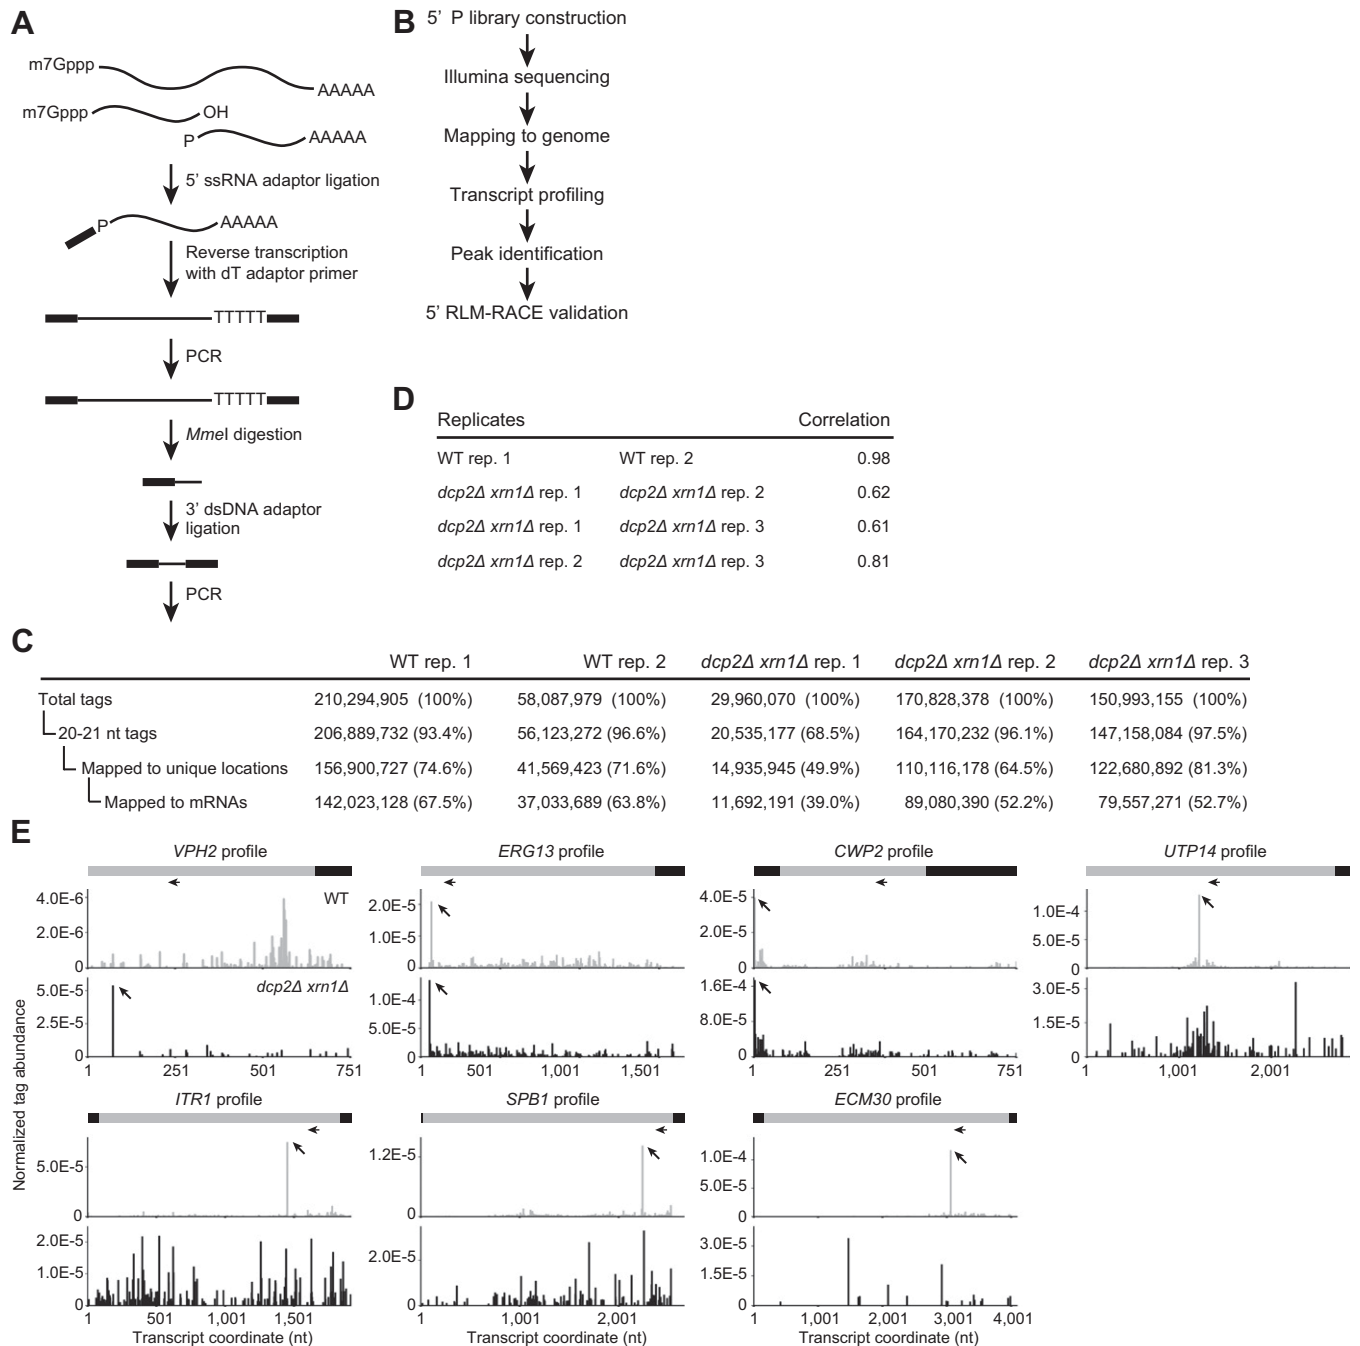 A
m7Gppp
AAAAA
m7Gppp
OH
P
AAAAA
5’ ssRNA adaptor ligation
P
AAAAA
Reverse transcription
with dT adaptor primer
TTTTT
PCR
TTTTT
MmeI digestion
3’ dsDNA adaptor
ligation
PCR
B
5’ P library construction
Illumina sequencing
Mapping to genome
Transcript profiling
Peak identification
5’ RLM-RACE validation
D
Replicates Correlation
WT rep. 1 WT rep. 2 0.98
dcp2Δ xrn1Δ rep. 1 dcp2Δ xrn1Δ rep. 2 0.62
dcp2Δ xrn1Δ rep. 1 dcp2Δ xrn1Δ rep. 3 0.61
dcp2Δ xrn1Δ rep. 2 dcp2Δ xrn1Δ rep. 3 0.81
C
WT rep. 1 WT rep. 2 dcp2Δ xrn1Δ rep. 1 dcp2Δ xrn1Δ rep. 2 dcp2Δ xrn1Δ rep. 3
Total tags 210,294,905 (100%) 58,087,979 (100%) 29,960,070 (100%) 170,828,378 (100%) 150,993,155 (100%)
20-21 nt tags 206,889,732 (93.4%) 56,123,272 (96.6%) 20,535,177 (68.5%) 164,170,232 (96.1%) 147,158,084 (97.5%)
Mapped to unique locations 156,900,727 (74.6%) 41,569,423 (71.6%) 14,935,945 (49.9%) 110,116,178 (64.5%) 122,680,892 (81.3%)
Mapped to mRNAs 142,023,128 (67.5%) 37,033,689 (63.8%) 11,692,191 (39.0%) 89,080,390 (52.2%) 79,557,271 (52.7%)
E
Normalized tag abundance
VPH2 profile
WT
4.0E-6
2.0E-6
0
dcp2Δ xrn1Δ
5.0E-5
2.5E-5
0
1 251 501 751
ERG13 profile
2.0E-5
1.0E-5
0
1.0E-4
5.0E-5
0
1 501 1,001 1,501
CWP2 profile
4.0E-5
2.0E-5
0
1.6E-4
8.0E-5
0
1 251 501 751
UTP14 profile
1.0E-4
5.0E-5
0
3.0E-5
1.5E-5
0
1 1,001 2,001
ITR1 profile
5.0E-5
0
2.0E-5
1.0E-5
0
1 501 1,001 1,501
Transcript coordinate (nt)
SPB1 profile
1.2E-5
0
2.0E-5
0
1 1,001 2,001
Transcript coordinate (nt)
ECM30 profile
1.0E-4
5.0E-5
0
3.0E-5
1.5E-5
0
1 1,001 2,001 3,001 4,001
Transcript coordinate (nt)